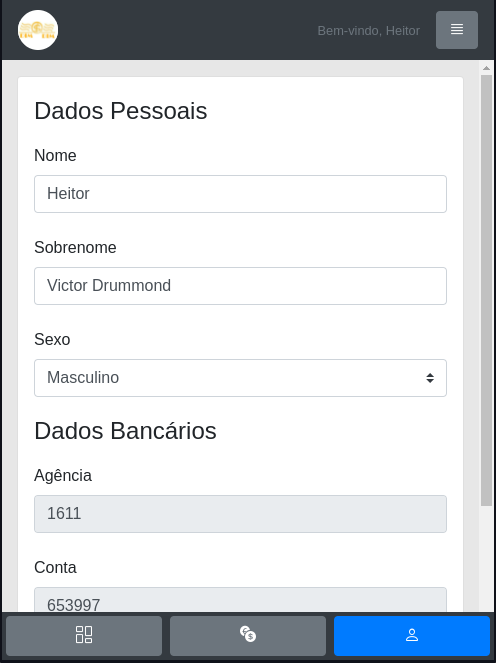 Bem-vindo, Heitor
Dados Pessoais
Nome
Heitor
Sobrenome
Victor Drummond
Sexo
Masculino
Dados Bancários
Agência
1611
Conta
653997